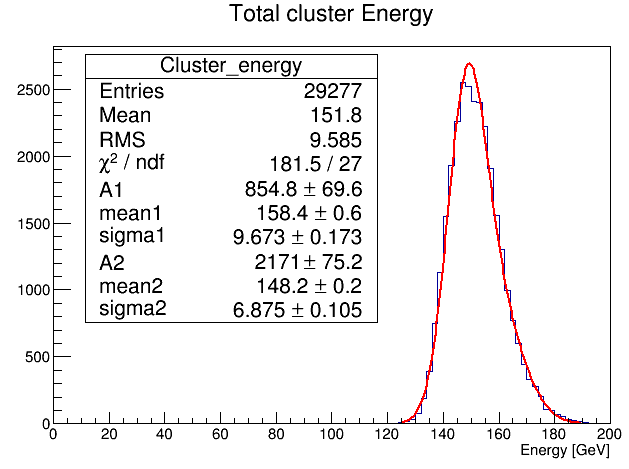 Total cluster Energy
Cluster_energy
Entries 29277
Mean 151.8
RMS 9.585
χ² / ndf 181.5 / 27
A1 854.8 ± 69.6
mean1 158.4 ± 0.6
sigma1 9.673 ± 0.173
A2 2171 ± 75.2
mean2 148.2 ± 0.2
sigma2 6.875 ± 0.105
2500
2000
1500
1000
500
0
0 20 40 60 80 100 120 140 160 180 200
Energy [GeV]